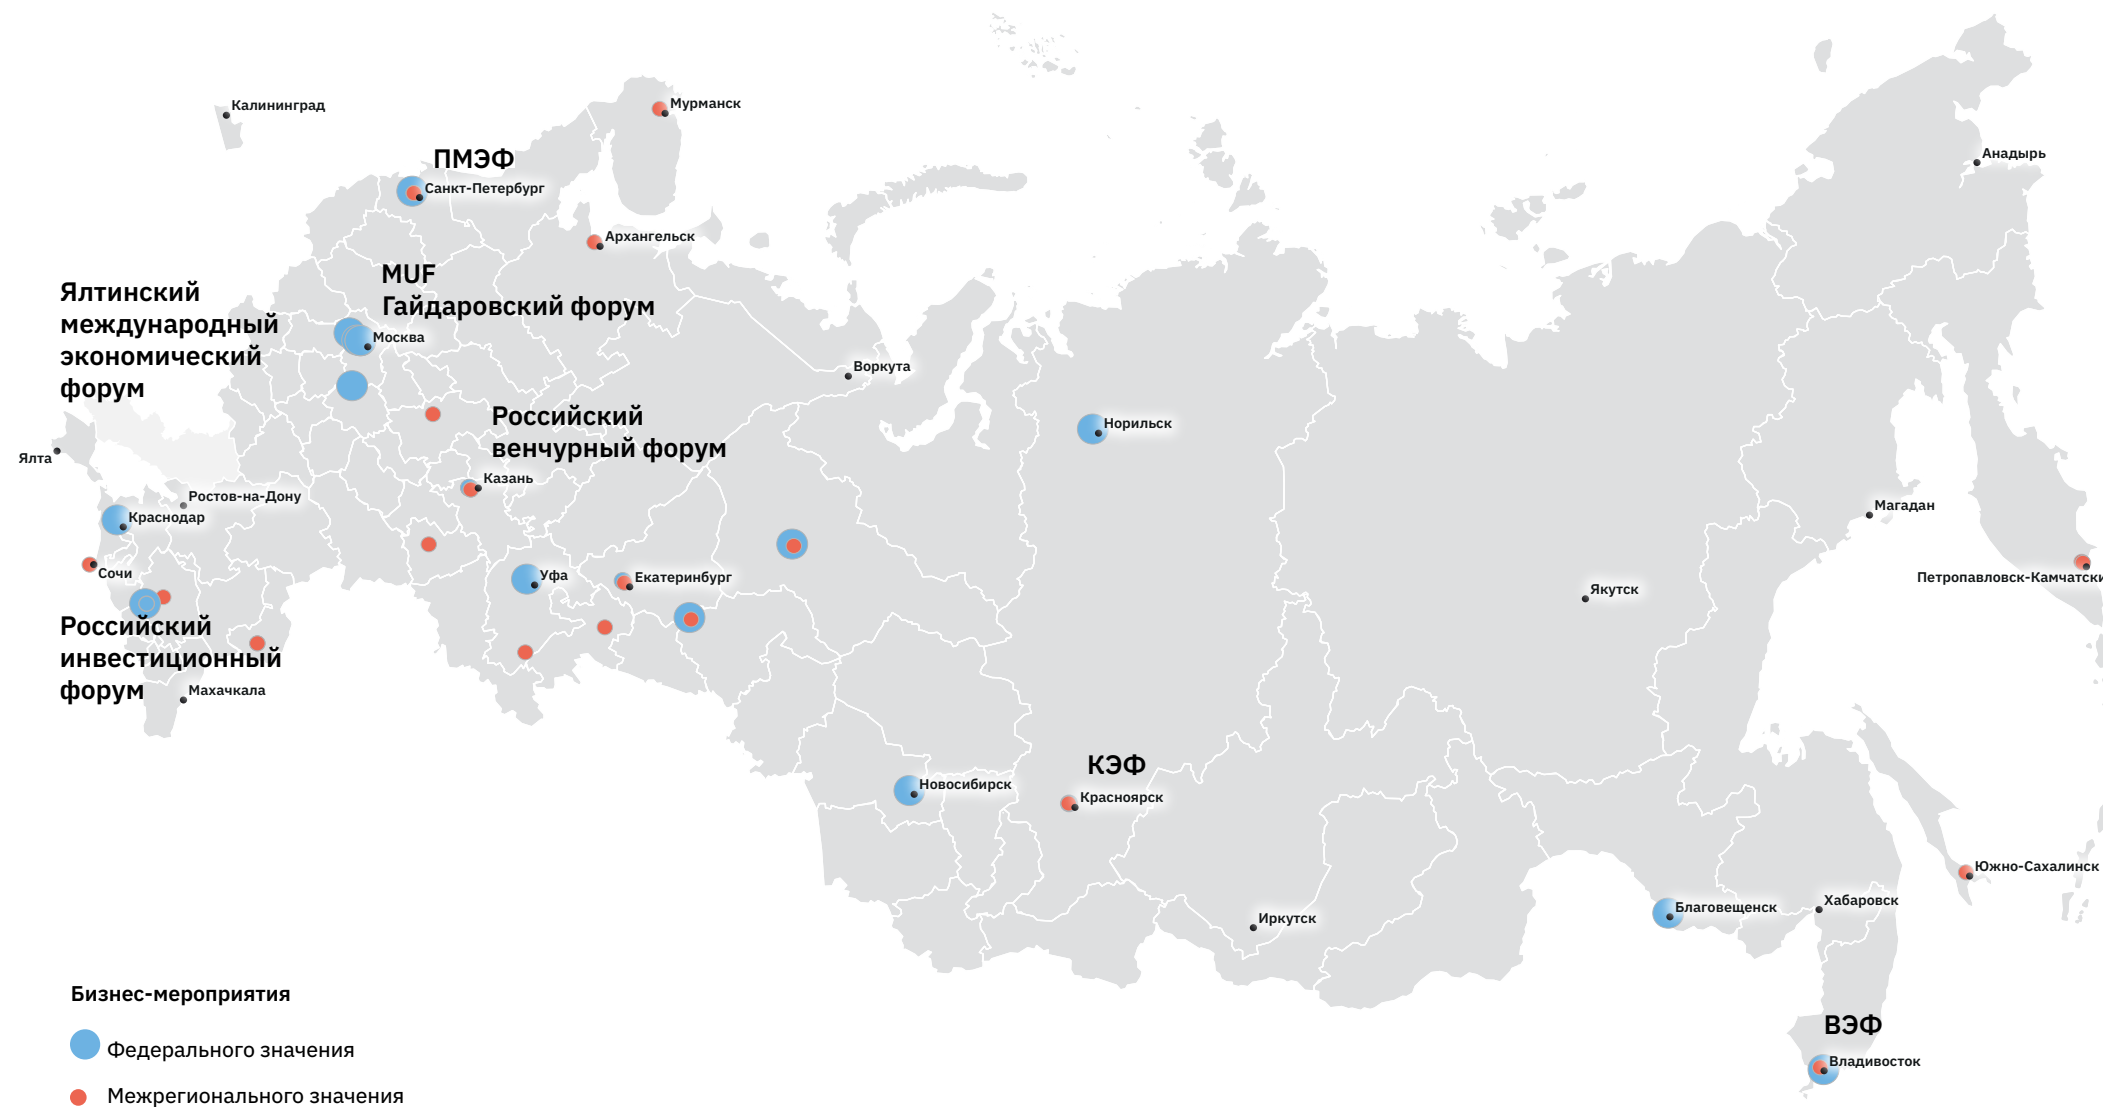 Калининград
Мурманск
ПМЭФ
Санкт-Петербург
Анадырь
Архангельск
MUF
Гайдаровский форум
Ялтинский
международный
экономический
форум
Москва
Воркута
Российский
венчурный форум
Норильск
Ялта
Казань
Ростов-на-Дону
Краснодар
Магадан
Сочи
Уфа
Екатеринбург
Якутск
Петропавловск-Камчатски
Российский
инвестиционный
форум
Махачкала
КЭФ
Новосибирск
Красноярск
Южно-Сахалинск
Благовещенск
Хабаровск
Иркутск
ВЭФ
Владивосток
Бизнес-мероприятия
Федерального значения
Межрегионального значения